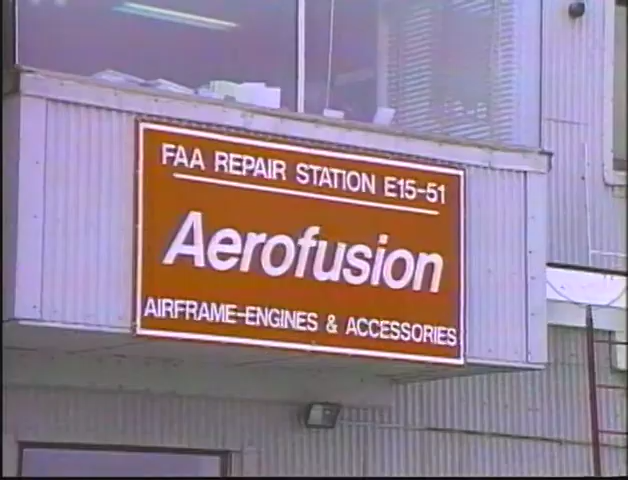 FAA REPAIR STATION E15-51
Aerofusion
AIRFRAME-ENGINES & ACCESSORIES